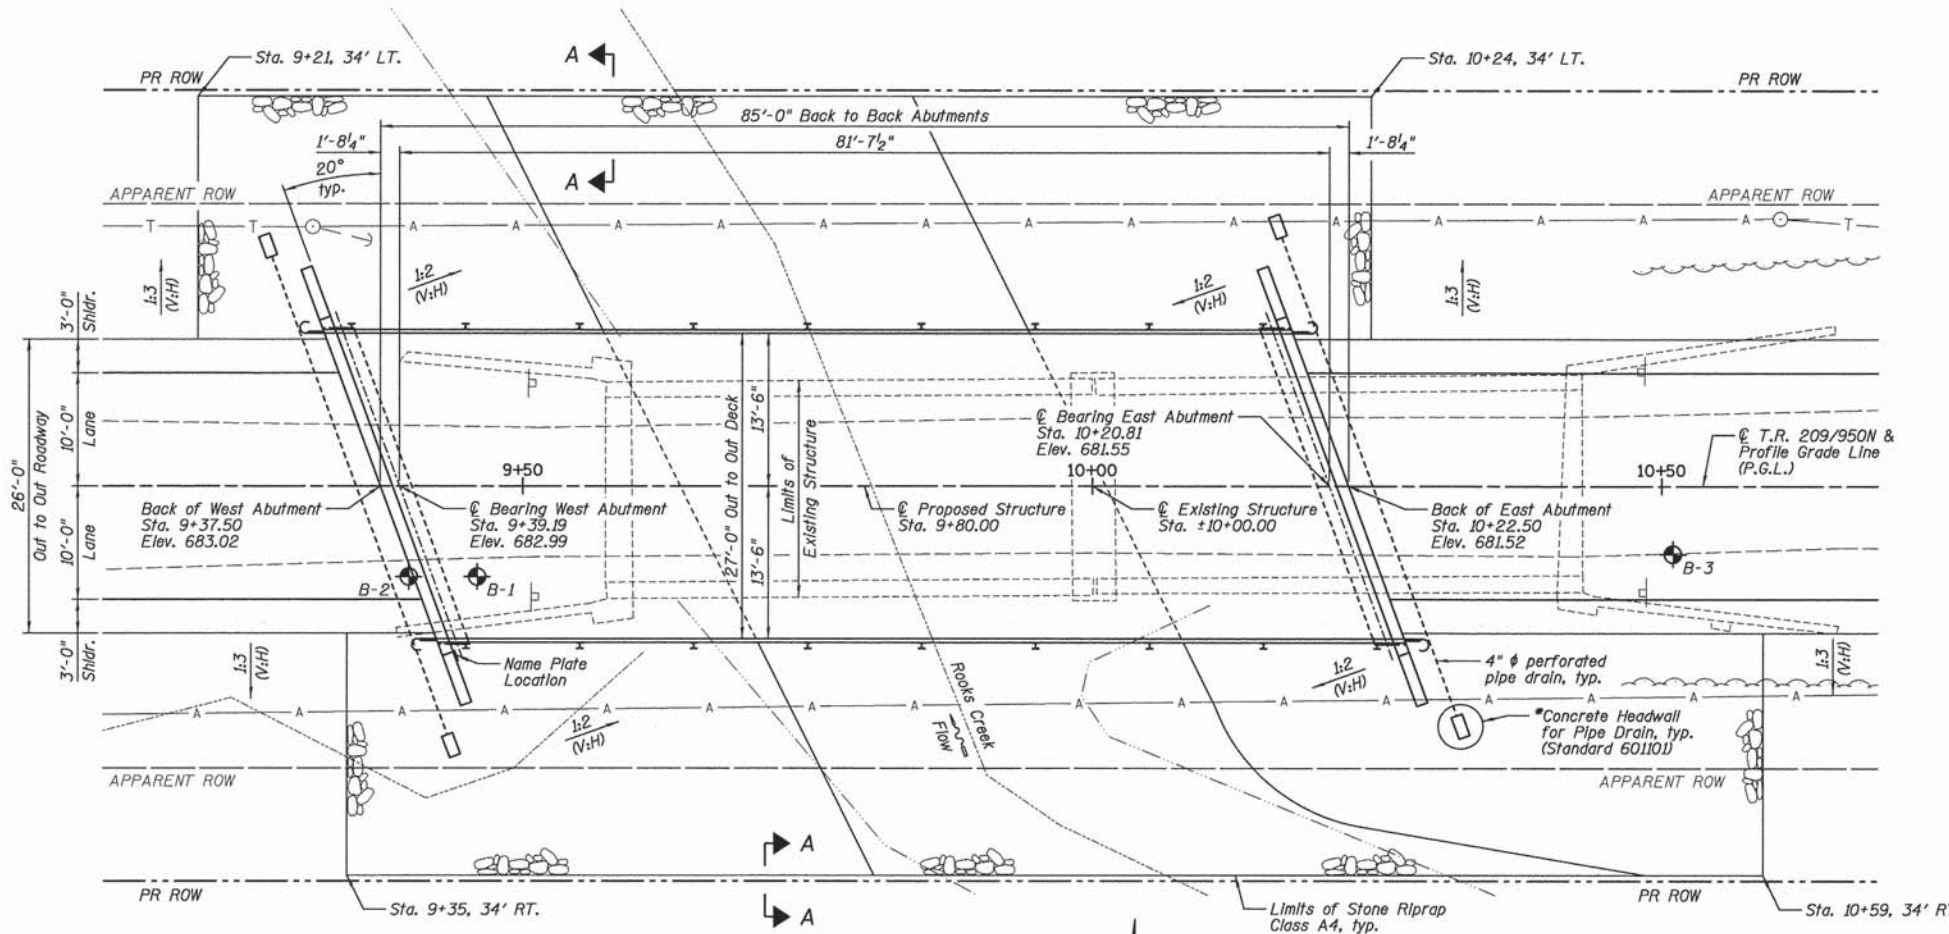 Sta. 9+21, 34' LT.
A
Sta. 10+24, 34' LT.
PR ROW
PR ROW
85'-0" Back to Back Abutments
1'-8¼"
81'-7½"
1'-8¼"
20°
typ.
A
APPARENT ROW
APPARENT ROW
T T A A A A A A A A A A A A A A T
1:3
(V:H)
1:2
(V:H)
1:2
(V:H)
1:3
(V:H)
3'-0"
Shldr.
10'-0"
Lane
10'-0"
Lane
3'-0"
Shldr.
26'-0"
Out to Out Roadway
27'-0" Out to Out Deck
13'-6"
13'-6"
Limits of
Existing Structure
℄ Bearing East Abutment
Sta. 10+20.81
Elev. 681.55
℄ T.R. 209/950N &
Profile Grade Line
(P.G.L.)
9+50
10+00
10+50
Back of West Abutment
Sta. 9+37.50
Elev. 683.02
℄ Bearing West Abutment
Sta. 9+39.19
Elev. 682.99
℄ Proposed Structure
Sta. 9+80.00
℄ Existing Structure
Sta. ±10+00.00
Back of East Abutment
Sta. 10+22.50
Elev. 681.52
B-2
B-1
B-3
1:3
(V:H)
Name Plate
Location
Rooks Creek
Flow
1:2
(V:H)
4" φ perforated
pipe drain, typ.
1:3
(V:H)
A A A A A A A A A A A A A A A A
1:2
(V:H)
*Concrete Headwall
for Pipe Drain, typ.
(Standard 601101)
APPARENT ROW
APPARENT ROW
A
PR ROW
PR ROW
Sta. 9+35, 34' RT.
A
Limits of Stone Riprap
Class A4, typ.
Sta. 10+59, 34' R